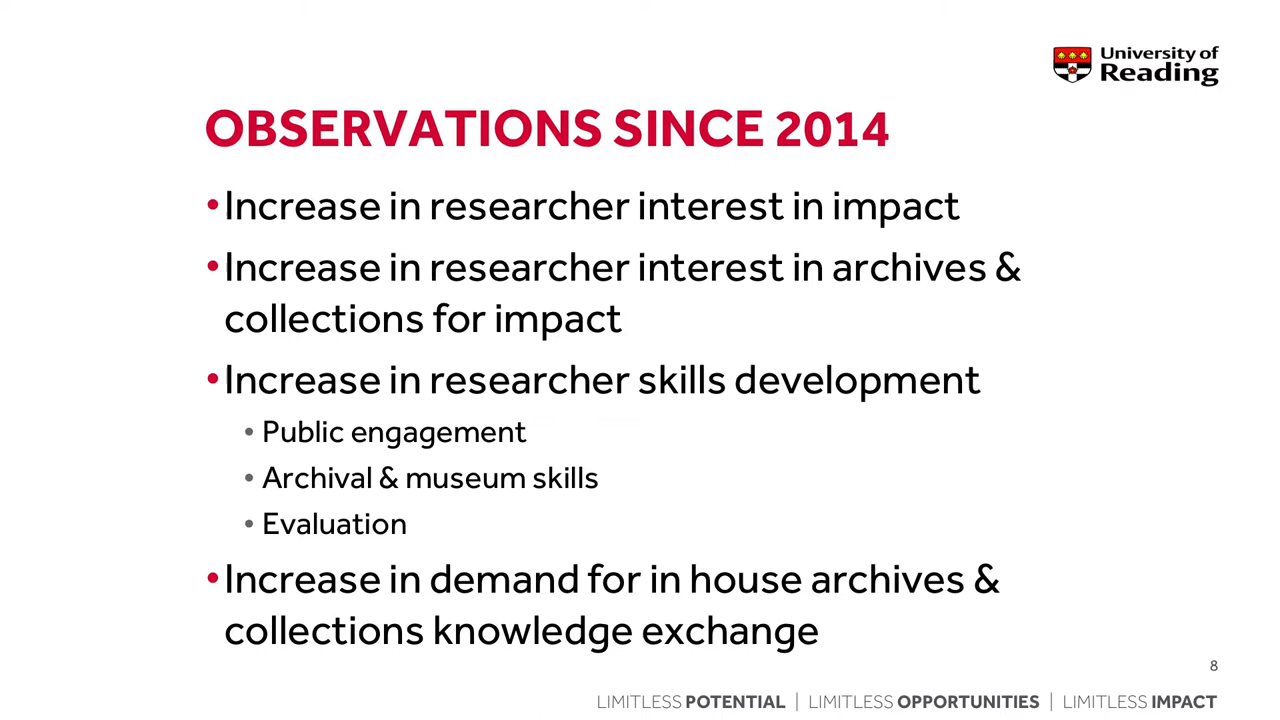 University of
Reading
OBSERVATIONS SINCE 2014
•Increase in researcher interest in impact
•Increase in researcher interest in archives &
collections for impact
•Increase in researcher skills development
• Public engagement
• Archival & museum skills
• Evaluation
•Increase in demand for in house archives &
collections knowledge exchange
8
LIMITLESS POTENTIAL | LIMITLESS OPPORTUNITIES | LIMITLESS IMPACT